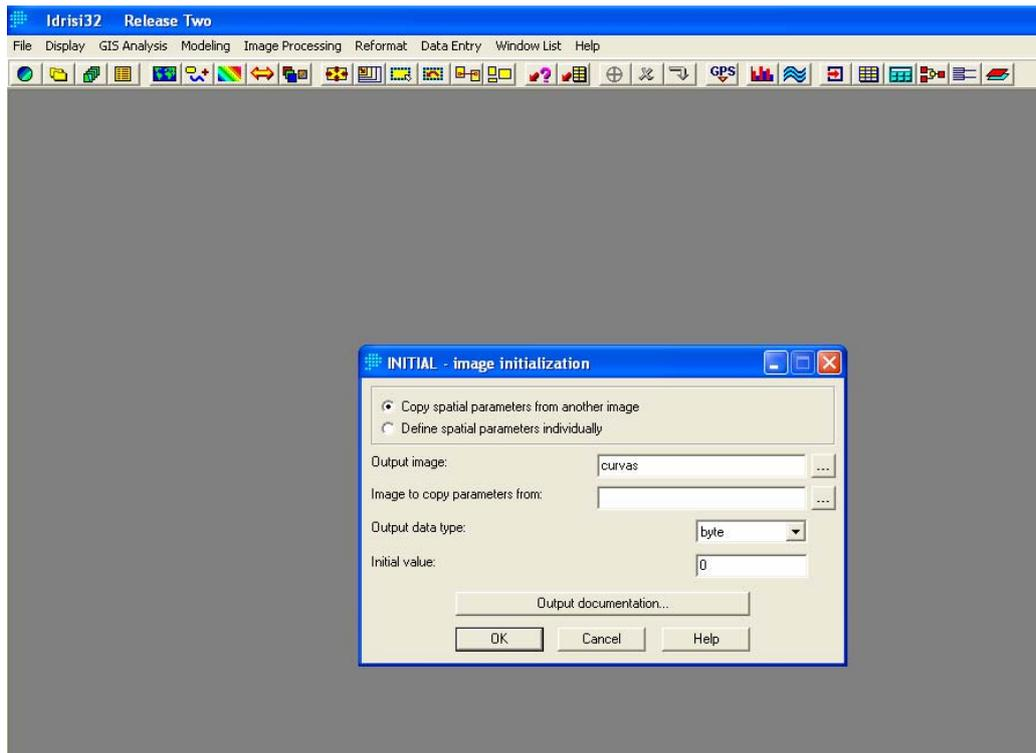 Idrisi32 Release Two
File Display GIS Analysis Modeling Image Processing Reformat Data Entry Window List Help
GPS
INITIAL - image initialization
Copy spatial parameters from another image
Define spatial parameters individually
Output image: curvas ...
Image to copy parameters from: ...
Output data type: byte
Initial value: 0
Output documentation...
OK Cancel Help